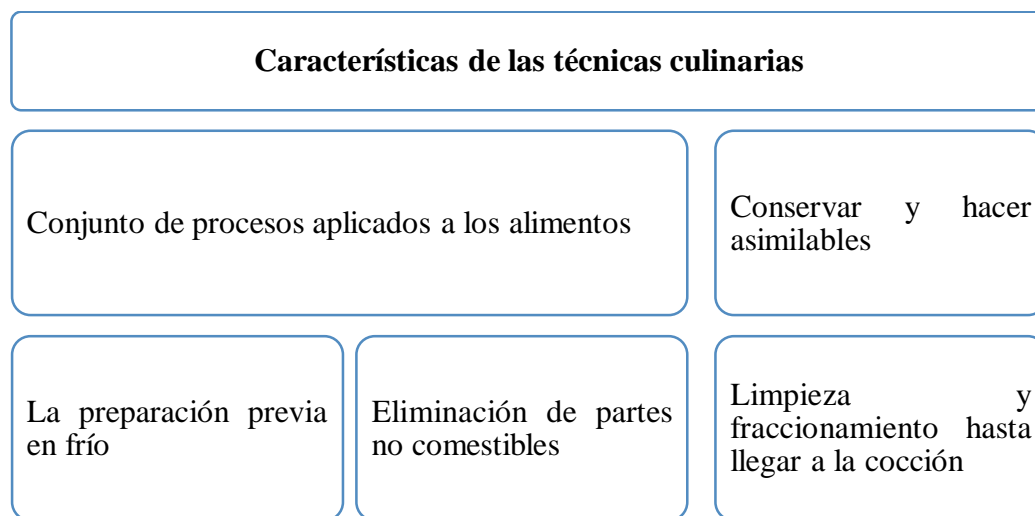 Características de las técnicas culinarias
Conjunto de procesos aplicados a los alimentos
Conservar y hacer
asimilables
La preparación previa
en frío
Eliminación de partes
no comestibles
Limpieza y
fraccionamiento hasta
llegar a la cocción